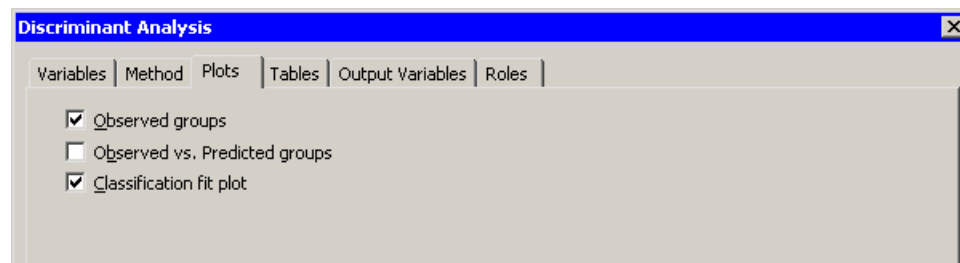 Discriminant Analysis
Variables Method Plots Tables Output Variables Roles
Observed groups
Observed vs. Predicted groups
Classification fit plot